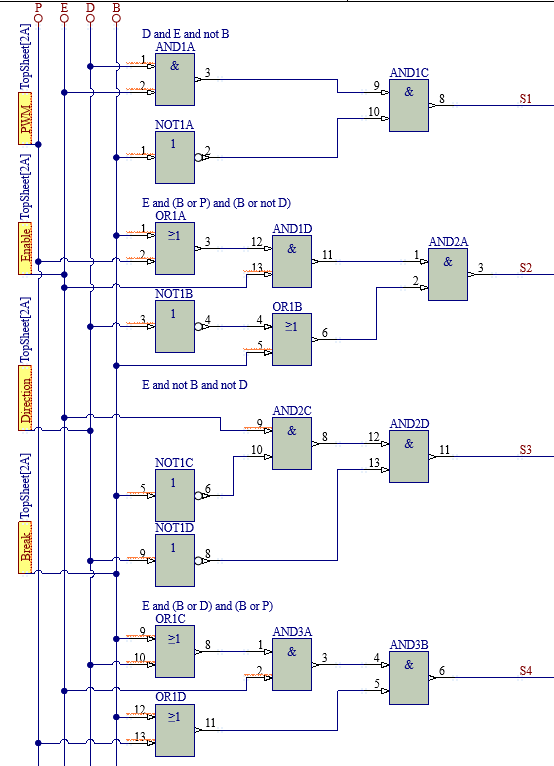 P E D B
D and E and not B
AND1A
1 & 3
2
AND1C
9 & 8 S1
10
NOT1A
1 1 2
TopSheet[2A]
PWM
E and (B or P) and (B or not D)
OR1A
1 ≥1 3
2
AND1D
12 & 11
13
AND2A
1 & 3 S2
2
TopSheet[2A]
Enable
NOT1B
3 1 4
OR1B
4 ≥1 6
5
TopSheet[2A]
Direction
E and not B and not D
AND2C
9 & 8
10
AND2D
12 & 11 S3
13
NOT1C
5 1 6
NOT1D
9 1 8
TopSheet[2A]
Break
E and (B or D) and (B or P)
OR1C
9 ≥1 8
10
AND3A
1 & 3
2
AND3B
4 & 6 S4
5
OR1D
12 ≥1 11
13